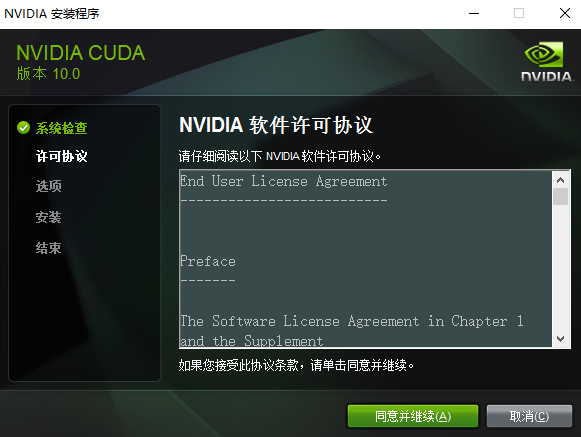 NVIDIA 安装程序
NVIDIA CUDA
版本 10.0
NVIDIA.
系统检查
许可协议
选项
安装
结束
NVIDIA 软件许可协议
请仔细阅读以下 NVIDIA 软件许可协议。
End User License Agreement
--------------------------
Preface
-------
The Software License Agreement in Chapter 1
and the Supplement
如果您接受此协议条款，请单击同意并继续。
同意并继续(A)
取消(C)